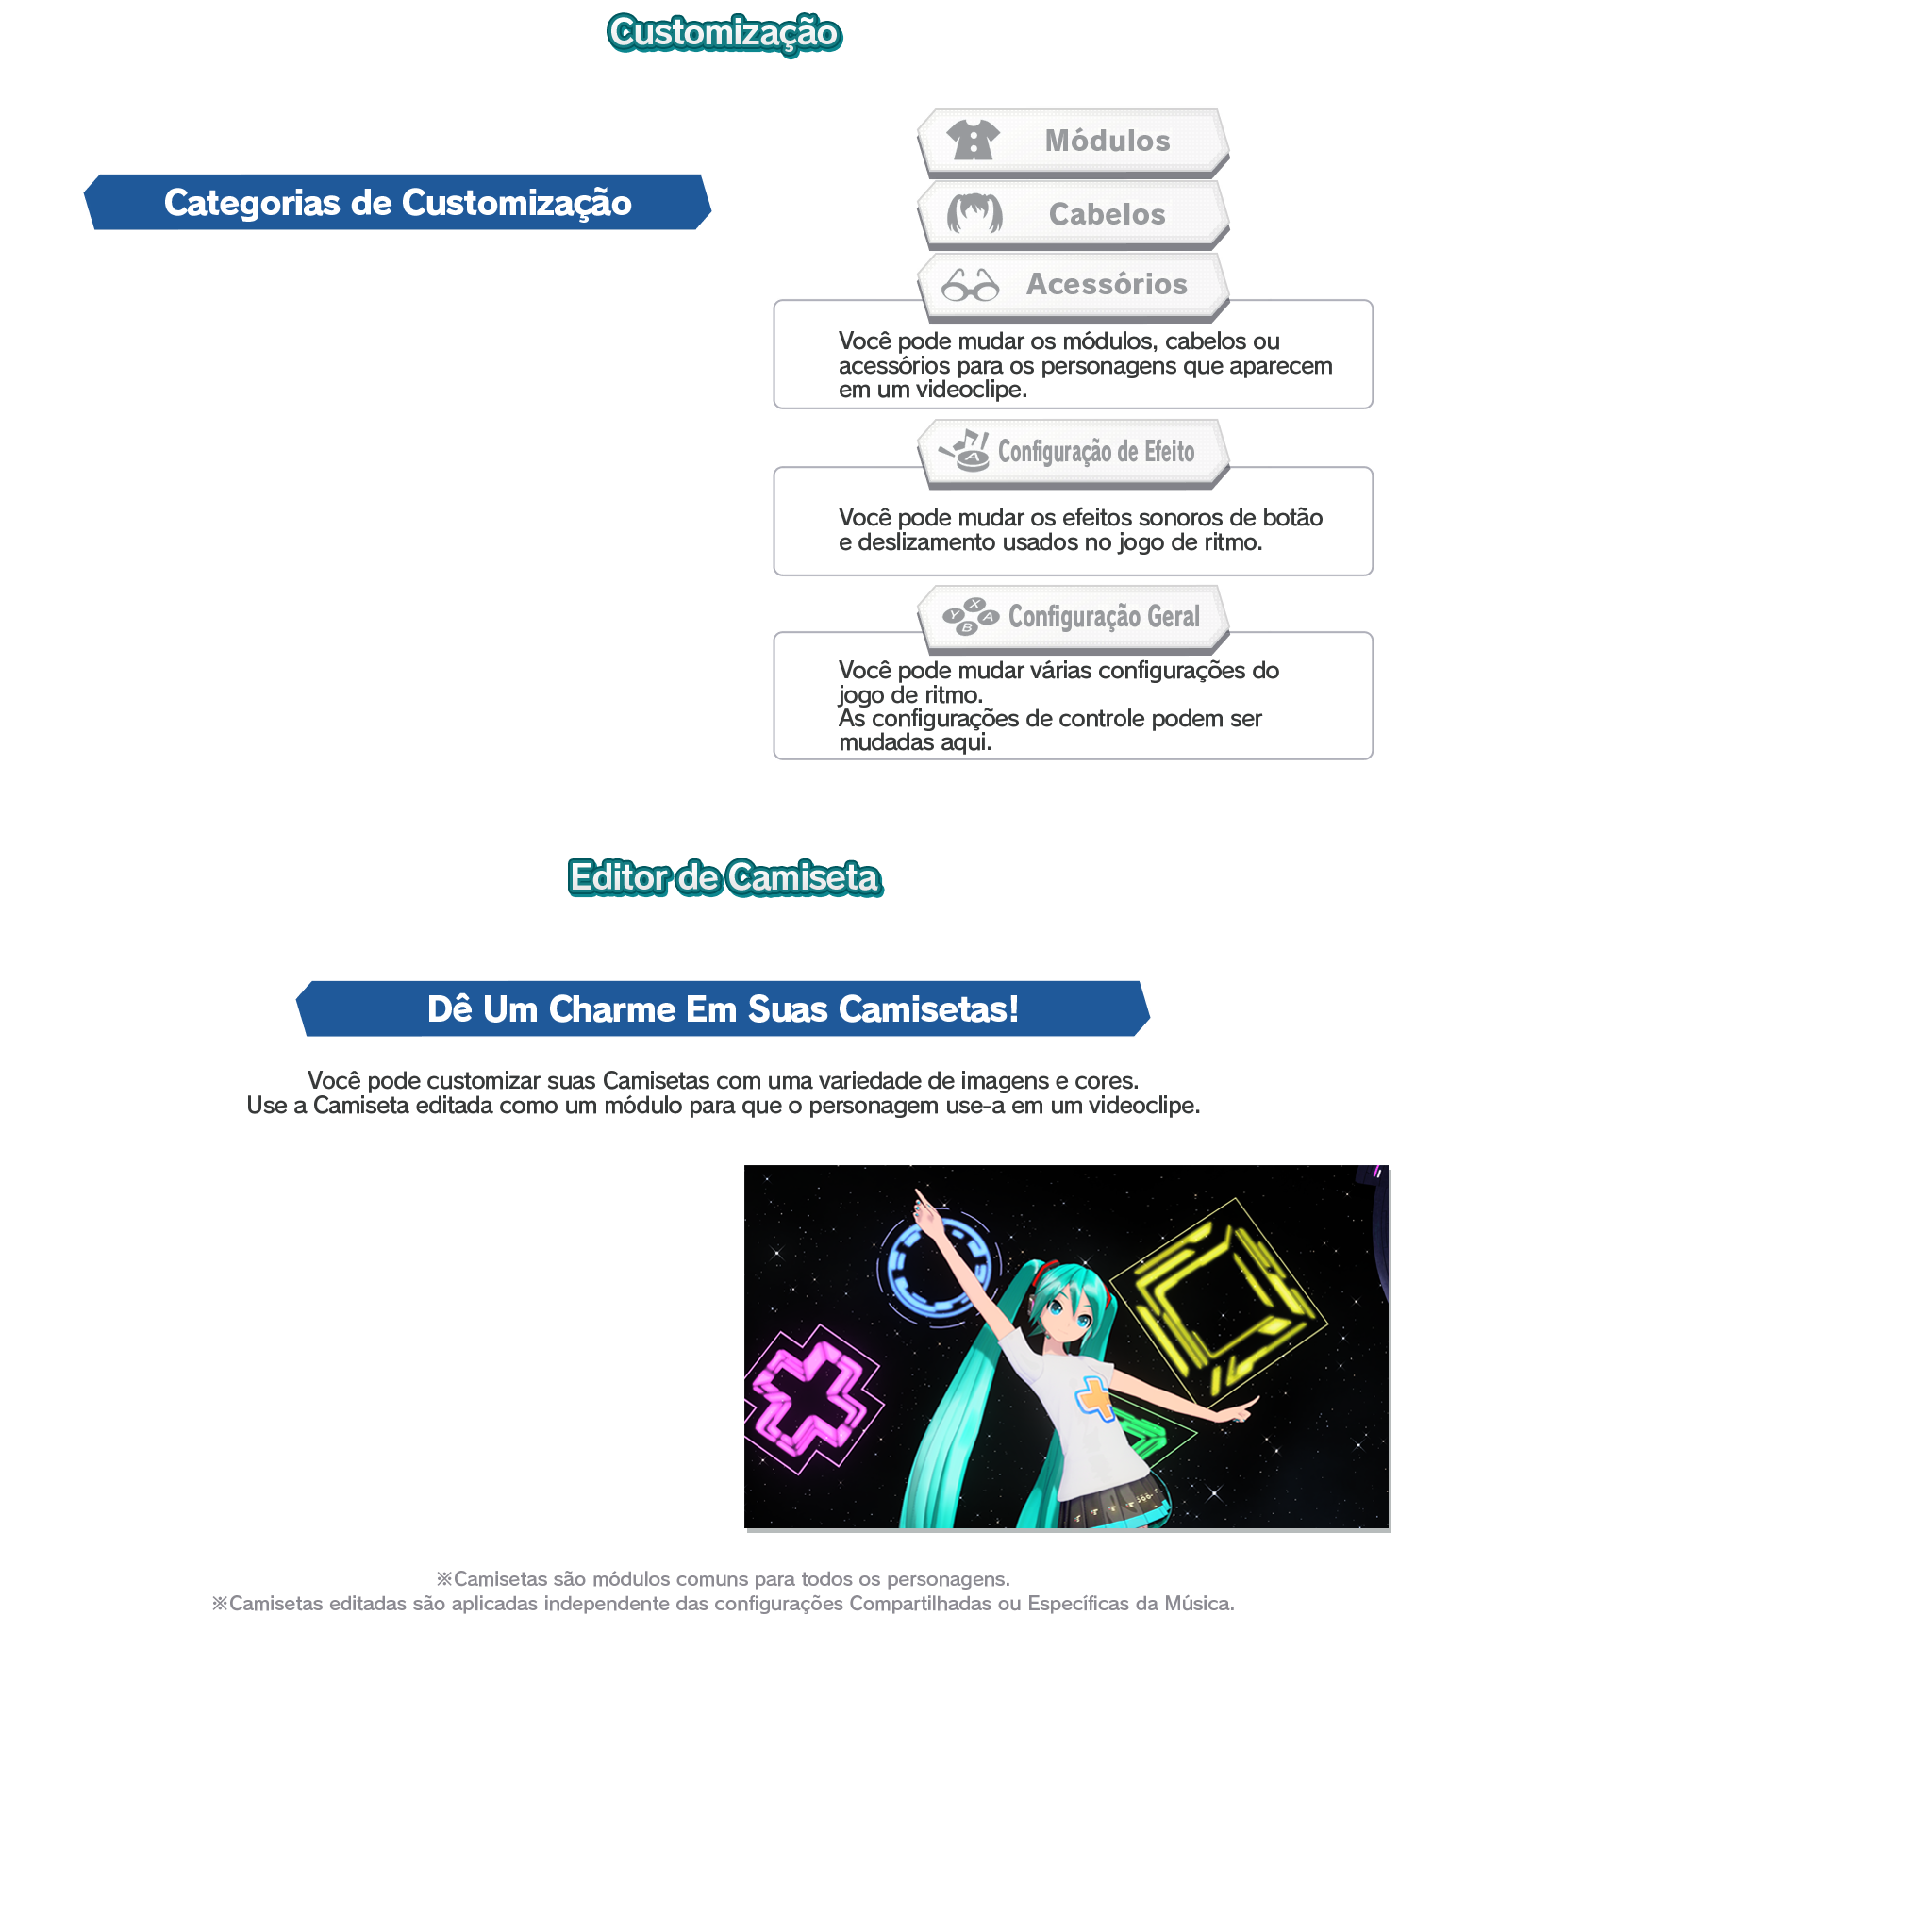 Customização
Categorias de Customização
Módulos
Cabelos
Acessórios
Você pode mudar os módulos, cabelos ou
acessórios para os personagens que aparecem
em um videoclipe.
A
Configuração de Efeito
Você pode mudar os efeitos sonoros de botão
e deslizamento usados no jogo de ritmo.
Y X B A
Configuração Geral
Você pode mudar várias configurações do
jogo de ritmo.
As configurações de controle podem ser
mudadas aqui.
Editor de Camiseta
Dê Um Charme Em Suas Camisetas!
Você pode customizar suas Camisetas com uma variedade de imagens e cores.
Use a Camiseta editada como um módulo para que o personagem use-a em um videoclipe.
※Camisetas são módulos comuns para todos os personagens.
※Camisetas editadas são aplicadas independente das configurações Compartilhadas ou Específicas da Música.